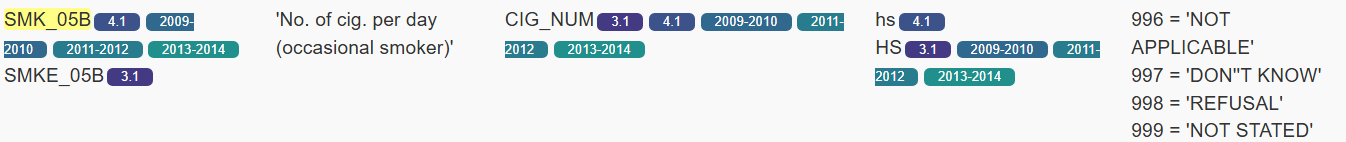 SMK_05B 4.1 2009-
2010 2011-2012 2013-2014
SMKE_05B 3.1
'No. of cig. per day
(occasional smoker)'
CIG_NUM 3.1 4.1 2009-2010 2011-
2012 2013-2014
hs 4.1
HS 3.1 2009-2010 2011-
2012 2013-2014
996 = 'NOT
APPLICABLE'
997 = 'DON''T KNOW'
998 = 'REFUSAL'
999 = 'NOT STATED'